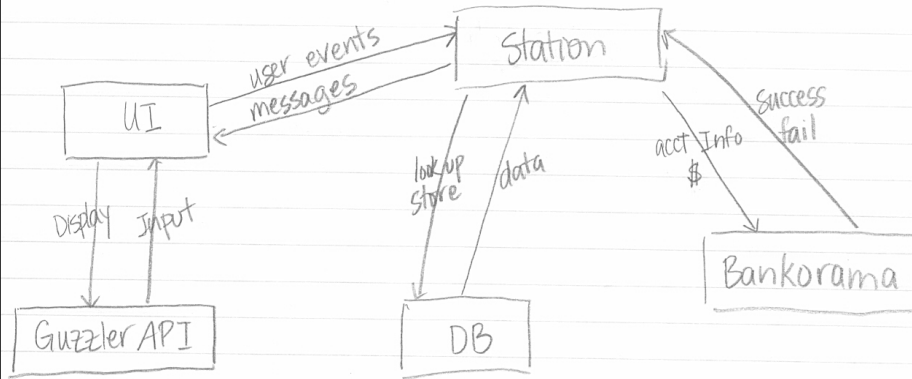 Station
user events
messages
UI
success
fail
acct Info
$
look up
store
data
Display
Input
Bankorama
Guzzler API
DB